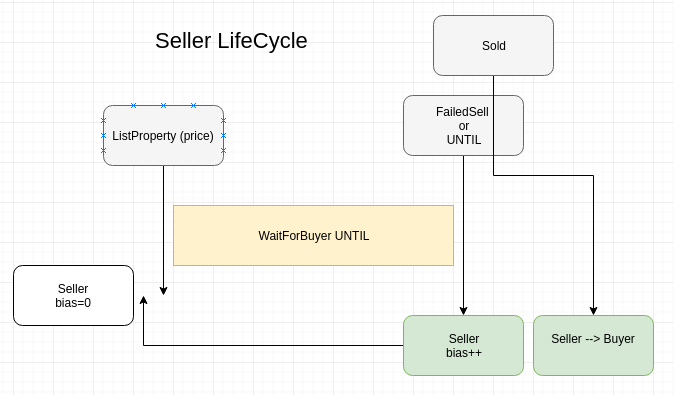 Seller LifeCycle
Sold
ListProperty (price)
FailedSell
or
UNTIL
WaitForBuyer UNTIL
Seller
bias=0
Seller
bias++
Seller --> Buyer